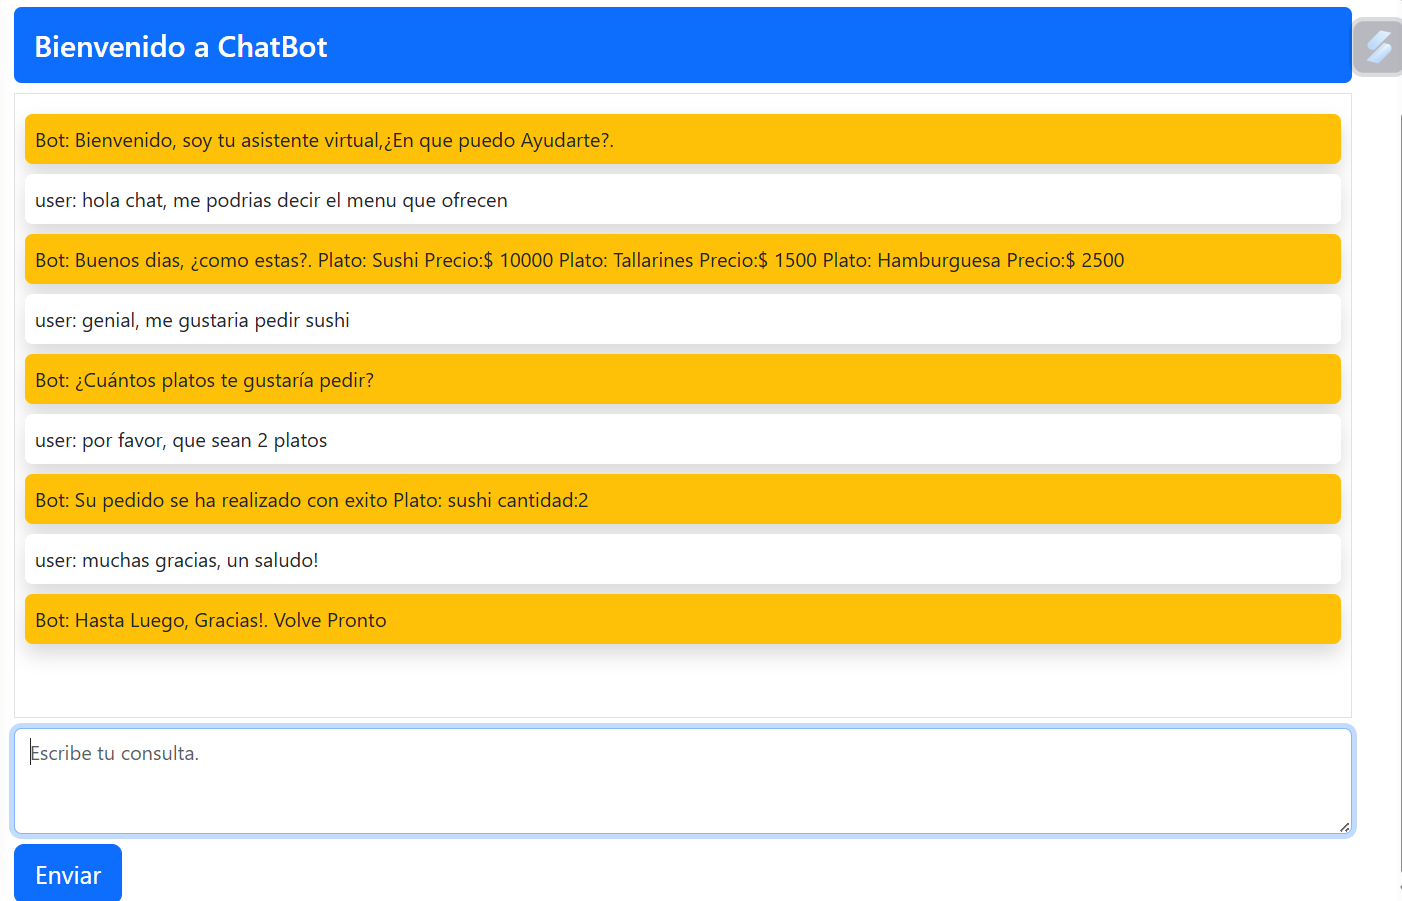 Bienvenido a ChatBot
Bot: Bienvenido, soy tu asistente virtual,¿En que puedo Ayudarte?.
user: hola chat, me podrias decir el menu que ofrecen
Bot: Buenos dias, ¿como estas?. Plato: Sushi Precio:$ 10000 Plato: Tallarines Precio:$ 1500 Plato: Hamburguesa Precio:$ 2500
user: genial, me gustaria pedir sushi
Bot: ¿Cuántos platos te gustaría pedir?
user: por favor, que sean 2 platos
Bot: Su pedido se ha realizado con exito Plato: sushi cantidad:2
user: muchas gracias, un saludo!
Bot: Hasta Luego, Gracias!. Volve Pronto
Escribe tu consulta.
Enviar